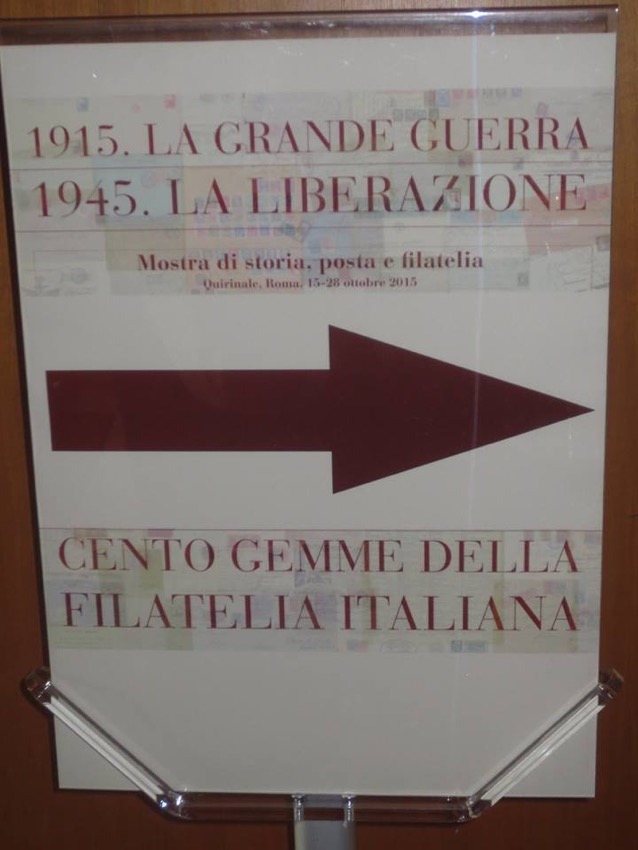 1915. LA GRANDE GUERRA
1945. LA LIBERAZIONE
Mostra di storia, posta e filatelia
Quirinale, Roma, 15-28 ottobre 2015
CENTO GEMME DELLA
FILATELIA ITALIANA